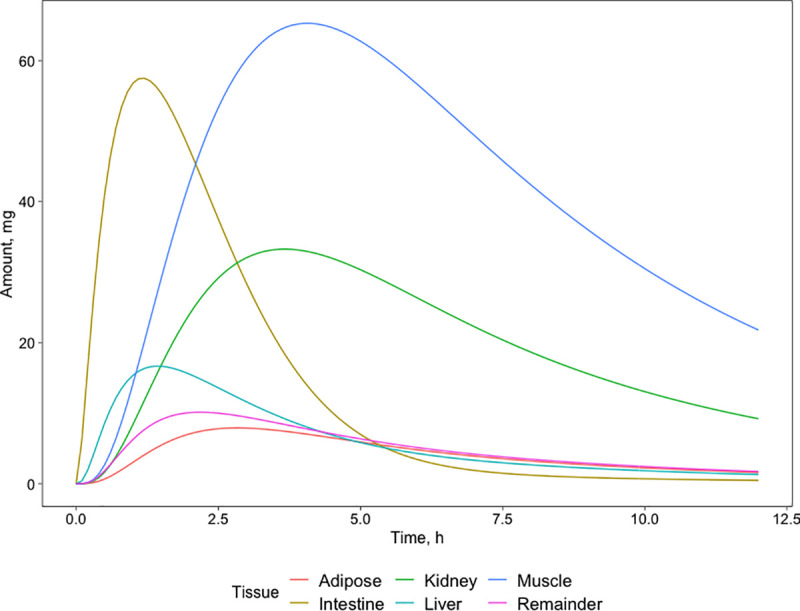 60
40
20
0
Amount, mg
0.0 2.5 5.0 7.5 10.0 12.5
Time, h
Tissue
Adipose Kidney Muscle
Intestine Liver Remainder